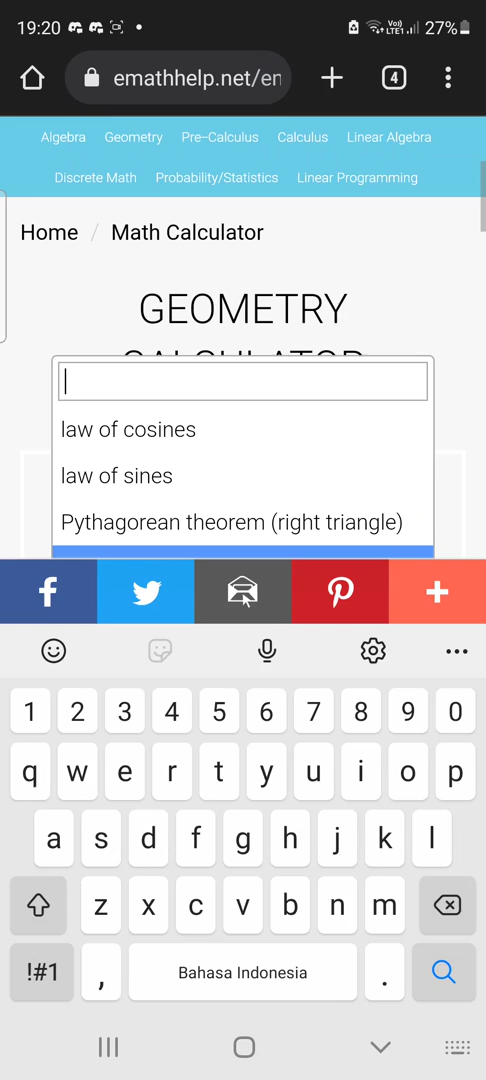 19:20
Vo))
LTE1
27%
emathhelp.net/en
4
Algebra Geometry Pre-Calculus Calculus Linear Algebra
Discrete Math Probability/Statistics Linear Programming
Home / Math Calculator
GEOMETRY
CALCULATOR
law of cosines
law of sines
Pythagorean theorem (right triangle)
1 2 3 4 5 6 7 8 9 0
q w e r t y u i o p
a s d f g h j k l
z x c v b n m
!#1 , Bahasa Indonesia .